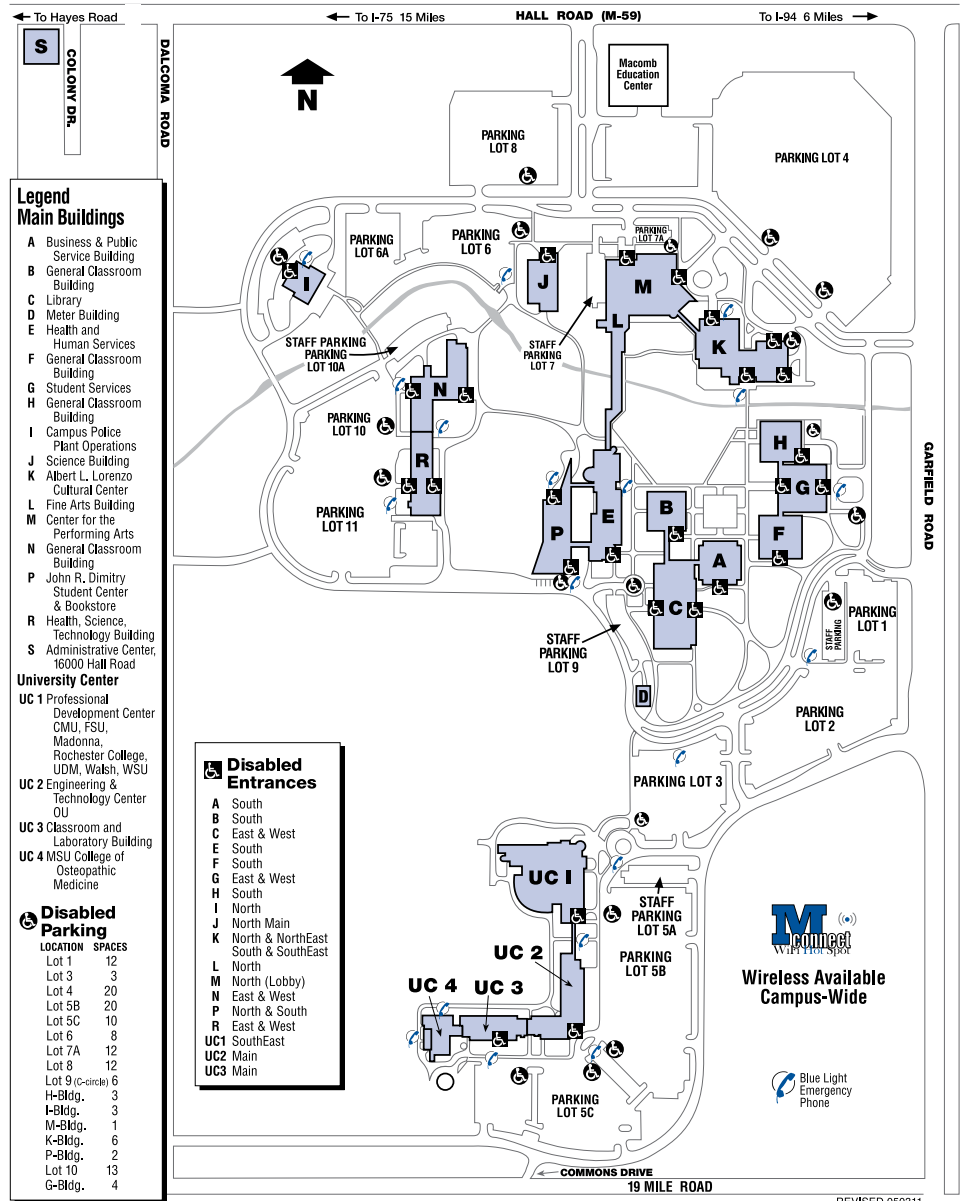 To Hayes Road
To I-75 15 Miles
HALL ROAD (M-59)
To I-94 6 Miles
S
COLONY DR.
DALCOMA ROAD
N
Macomb
Education
Center
PARKING
LOT 8
PARKING LOT 4
Legend
Main Buildings
A Business & Public
Service Building
B General Classroom
Building
C Library
D Meter Building
E Health and
Human Services
F General Classroom
Building
G Student Services
H General Classroom
Building
I Campus Police
Plant Operations
J Science Building
K Albert L. Lorenzo
Cultural Center
L Fine Arts Building
M Center for the
Performing Arts
N General Classroom
Building
P John R. Dimitry
Student Center
& Bookstore
R Health, Science,
Technology Building
S Administrative Center,
16000 Hall Road
University Center
UC 1 Professional
Development Center
CMU, FSU,
Madonna,
Rochester College,
UDM, Walsh, WSU
UC 2 Engineering &
Technology Center
OU
UC 3 Classroom and
Laboratory Building
UC 4 MSU College of
Osteopathic
Medicine
Disabled
Parking
LOCATION SPACES
Lot 1 12
Lot 3 3
Lot 4 20
Lot 5B 20
Lot 5C 10
Lot 6 8
Lot 7A 12
Lot 8 12
Lot 9 (C-circle) 6
H-Bldg. 3
I-Bldg. 3
M-Bldg. 1
K-Bldg. 6
P-Bldg. 2
Lot 10 13
G-Bldg. 4
PARKING
LOT 6A
PARKING
LOT 6
PARKING
LOT 7A
I
J
M
L
K
STAFF PARKING
PARKING
LOT 10A
STAFF
PARKING
LOT 7
N
PARKING
LOT 10
R
PARKING
LOT 11
H
G
F
GARFIELD ROAD
P
E
B
A
C
STAFF
PARKING
LOT 9
D
STAFF
PARKING
PARKING
LOT 1
PARKING
LOT 2
PARKING LOT 3
Disabled
Entrances
A South
B South
C East & West
E South
F South
G East & West
H South
I North
J North Main
K North & NorthEast
South & SouthEast
L North
M North (Lobby)
N East & West
P North & South
R East & West
UC1 SouthEast
UC2 Main
UC3 Main
UC I
STAFF
PARKING
LOT 5A
UC 2
PARKING
LOT 5B
UC 4
UC 3
PARKING
LOT 5C
M
connect
WiFi Hot Spot
Wireless Available
Campus-Wide
Blue Light
Emergency
Phone
COMMONS DRIVE
19 MILE ROAD
REVISED 050311